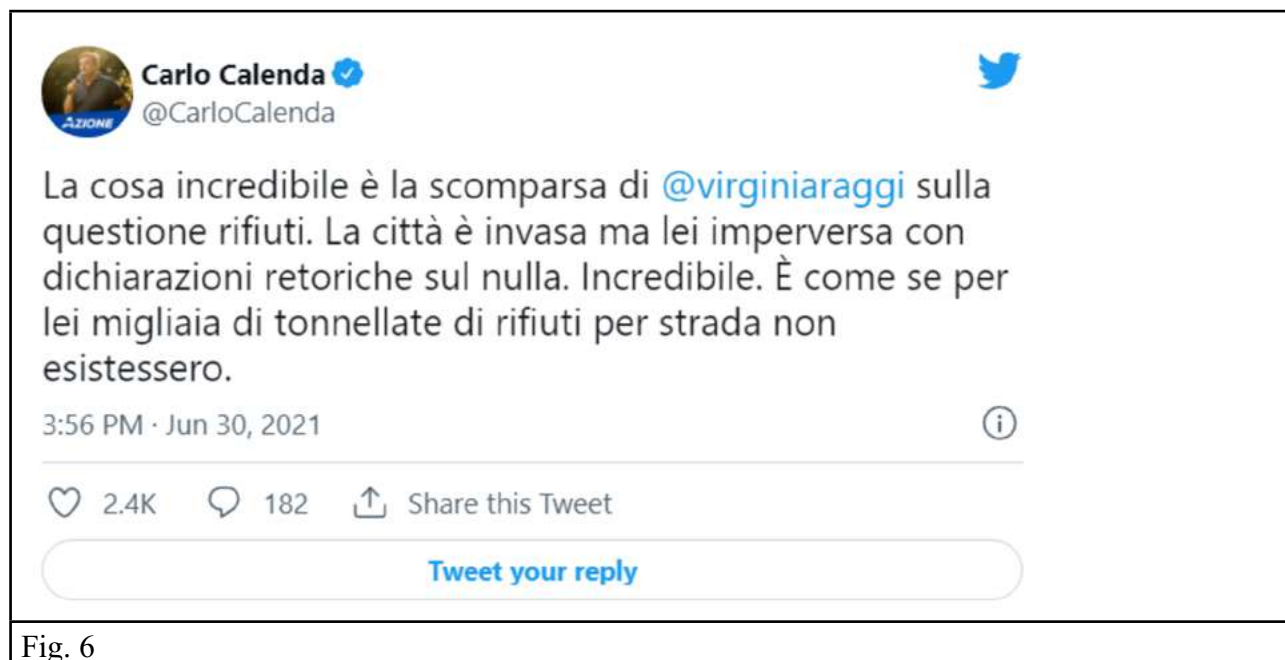 Carlo Calenda
@CarloCalenda
AZIONE
La cosa incredibile è la scomparsa di @virginiaraggi sulla
questione rifiuti. La città è invasa ma lei imperversa con
dichiarazioni retoriche sul nulla. Incredibile. È come se per
lei migliaia di tonnellate di rifiuti per strada non
esistessero.
3:56 PM · Jun 30, 2021
2.4K 182 Share this Tweet
Tweet your reply
Fig. 6